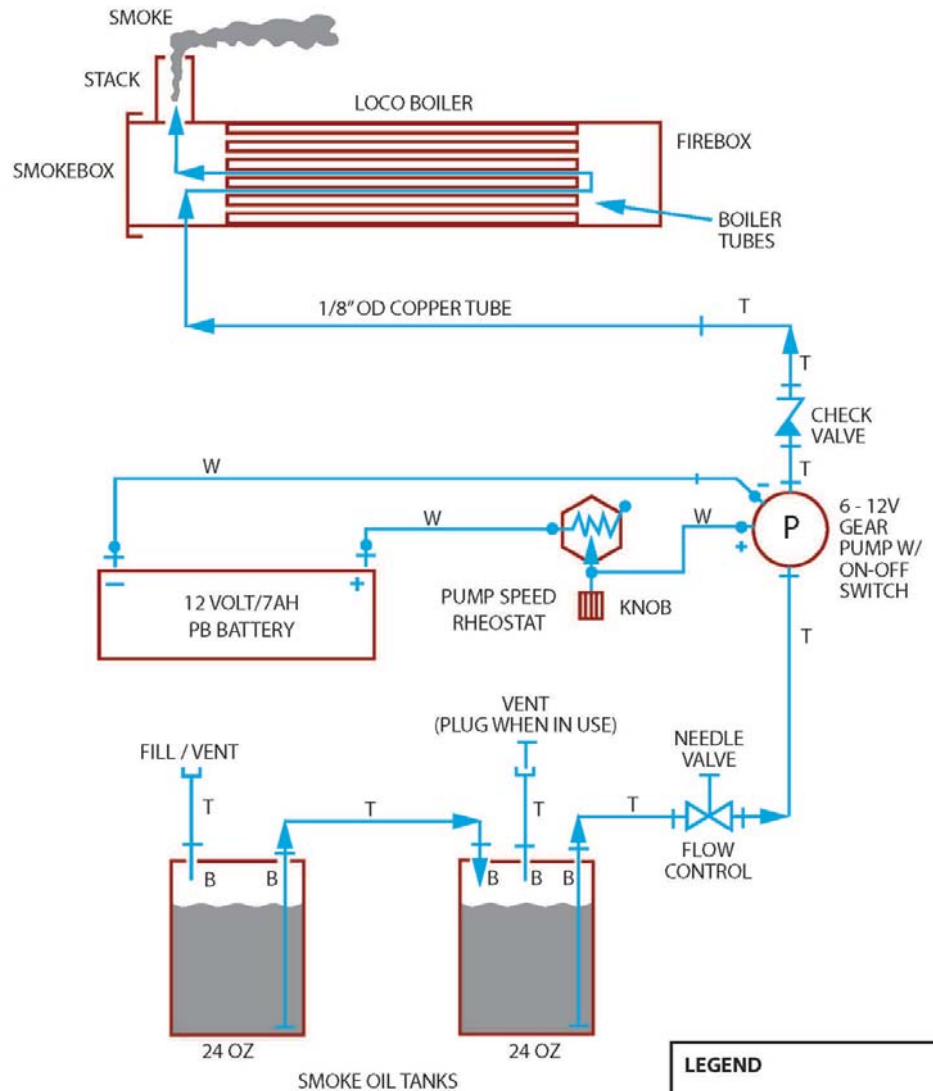 SMOKE
STACK
LOCO BOILER
SMOKEBOX
FIREBOX
BOILER
TUBES
1/8" OD COPPER TUBE
T
T
CHECK
VALVE
T
W
–
W
W
P
+
6 - 12V
GEAR
PUMP W/
ON-OFF
SWITCH
– +
12 VOLT/7AH
PB BATTERY
PUMP SPEED
RHEOSTAT
KNOB
T
VENT
(PLUG WHEN IN USE)
NEEDLE
VALVE
FILL / VENT
T
T
T
T
FLOW
CONTROL
B
B
B
B
B
24 OZ
24 OZ
SMOKE OIL TANKS
LEGEND